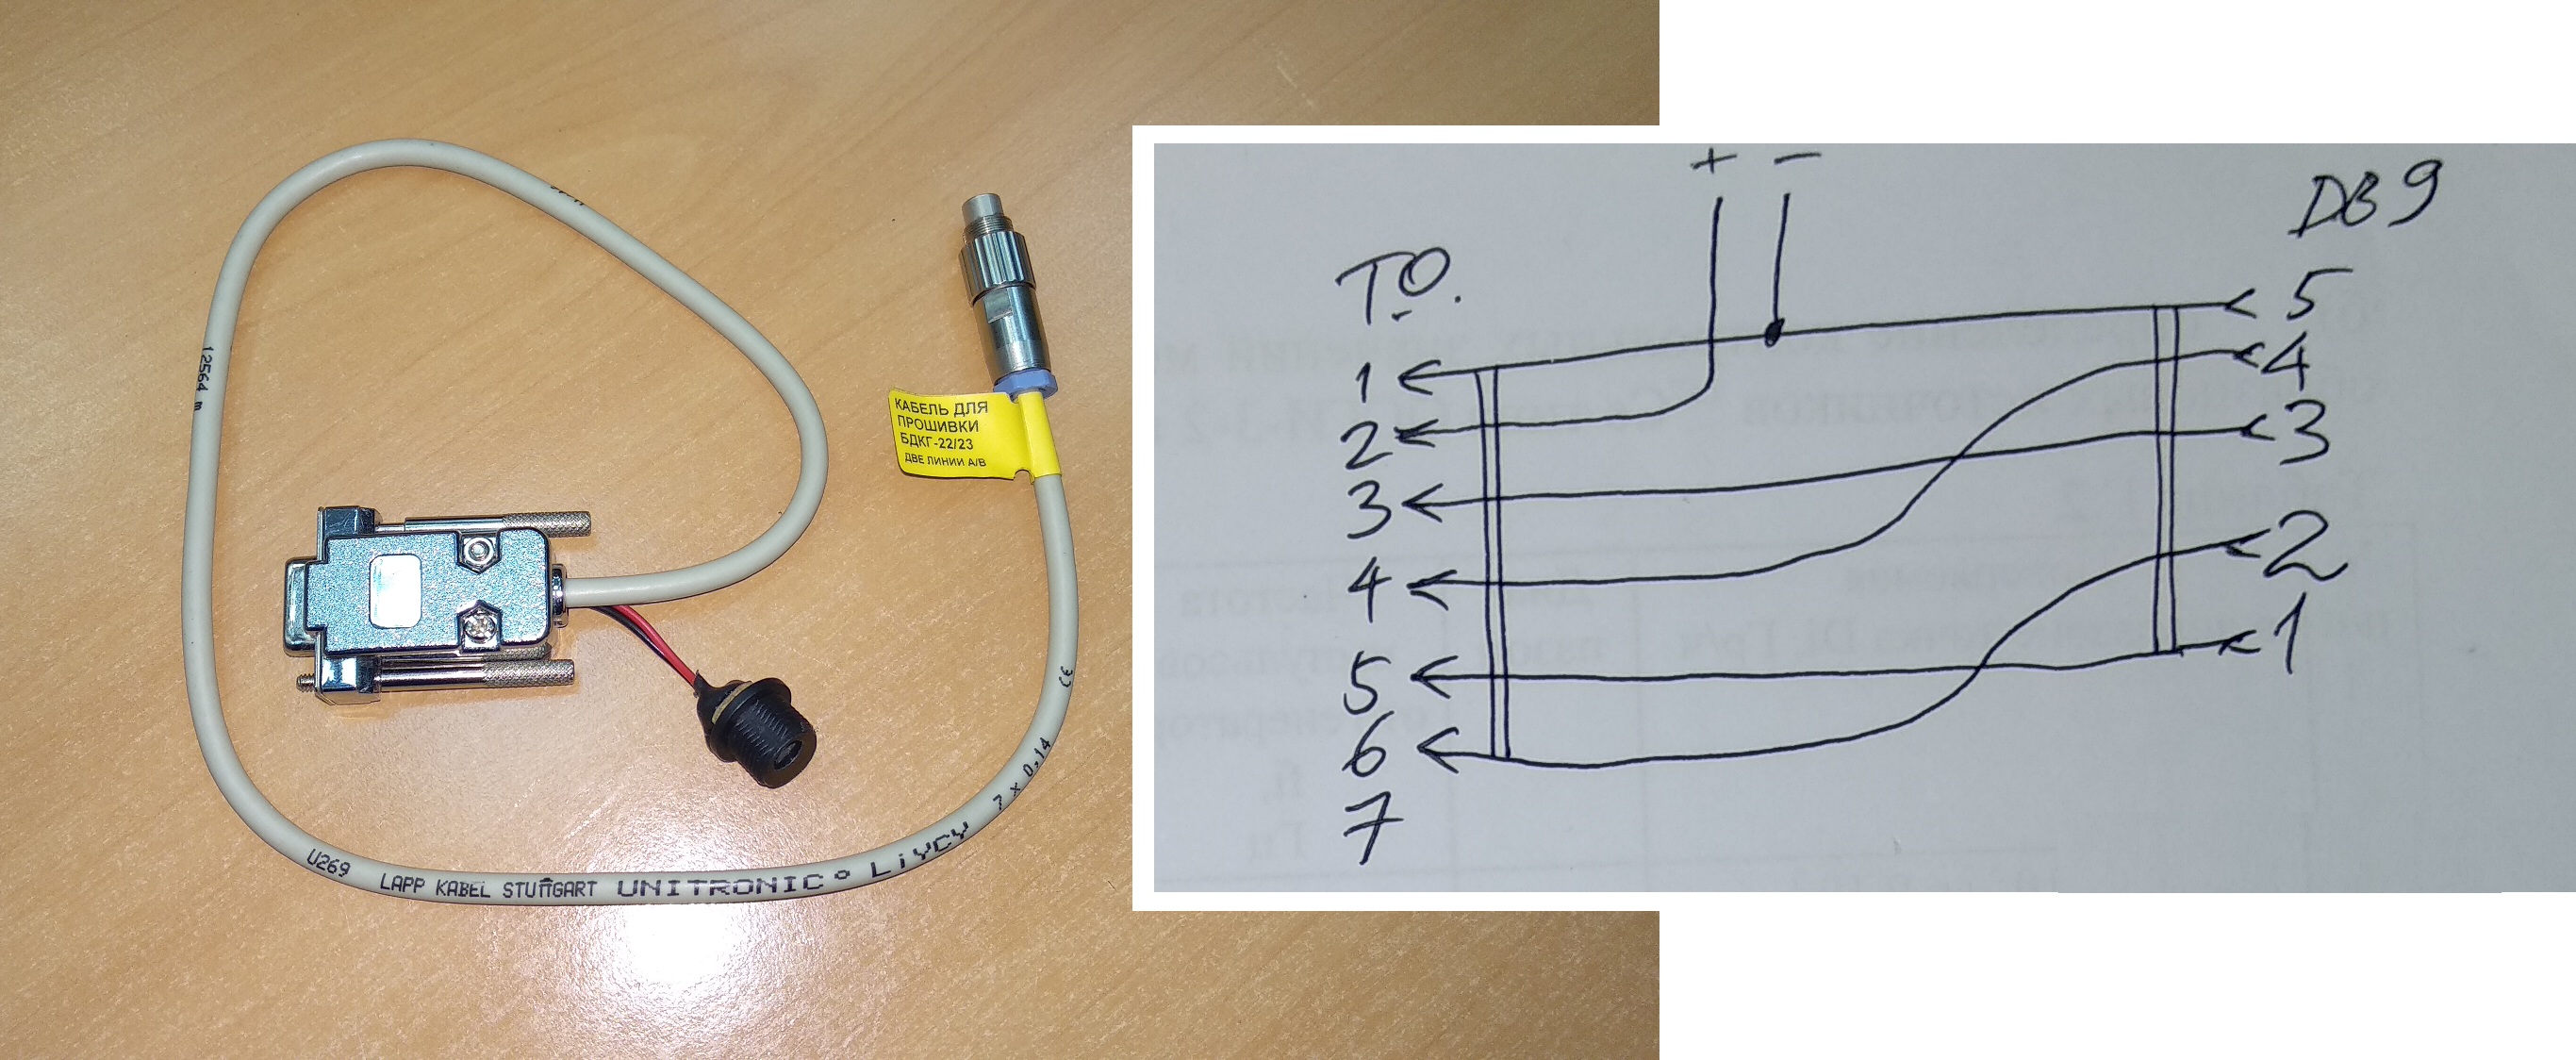 12564 m
КАБЕЛЬ ДЛЯ
ПРОШИВКИ
БДКГ-22/23
ДВЕ ЛИНИИ А/В
U269 LAPP KABEL STUTTGART UNITRONIC® LiYCY 7 x 0,14 CE
+ −
T.O.
1
2
3
4
5
6
7
DB9
5
4
3
2
1